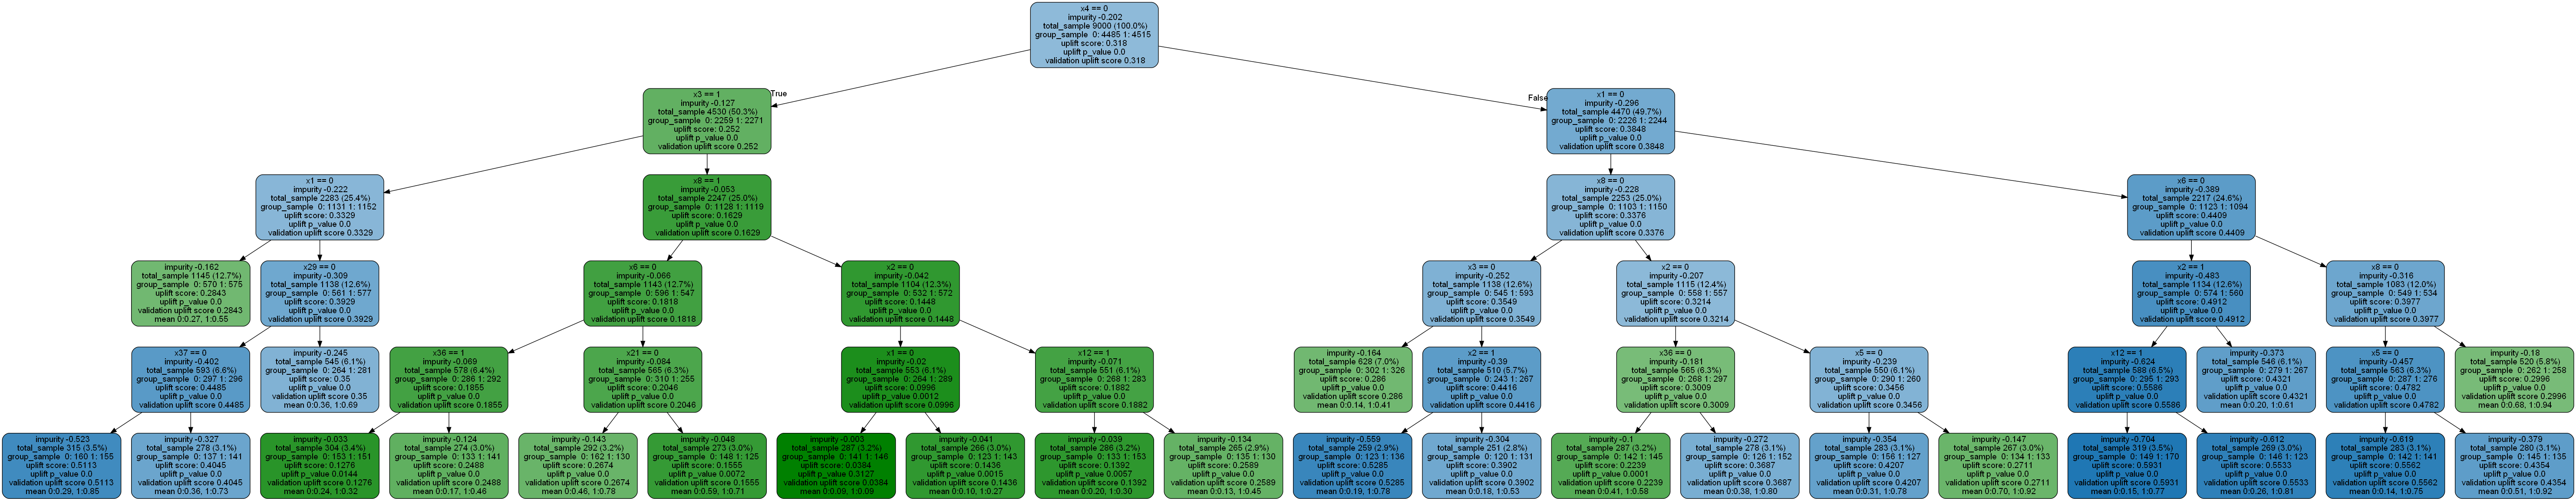 x4 == 0
impurity -0.202
total_sample 9000 (100.0%)
group_sample 0: 4485 1: 4515
uplift score: 0.318
uplift p_value 0.0
validation uplift score 0.318
True
False
x3 == 1
impurity -0.127
total_sample 4530 (50.3%)
group_sample 0: 2259 1: 2271
uplift score: 0.252
uplift p_value 0.0
validation uplift score 0.252
x1 == 0
impurity -0.296
total_sample 4470 (49.7%)
group_sample 0: 2226 1: 2244
uplift score: 0.3848
uplift p_value 0.0
validation uplift score 0.3848
x1 == 0
impurity -0.222
total_sample 2283 (25.4%)
group_sample 0: 1131 1: 1152
uplift score: 0.3329
uplift p_value 0.0
validation uplift score 0.3329
x8 == 1
impurity -0.053
total_sample 2247 (25.0%)
group_sample 0: 1128 1: 1119
uplift score: 0.1629
uplift p_value 0.0
validation uplift score 0.1629
x8 == 0
impurity -0.228
total_sample 2253 (25.0%)
group_sample 0: 1103 1: 1150
uplift score: 0.3376
uplift p_value 0.0
validation uplift score 0.3376
x6 == 0
impurity -0.389
total_sample 2217 (24.6%)
group_sample 0: 1123 1: 1094
uplift score: 0.4409
uplift p_value 0.0
validation uplift score 0.4409
impurity -0.162
total_sample 1145 (12.7%)
group_sample 0: 570 1: 575
uplift score: 0.2843
uplift p_value 0.0
validation uplift score 0.2843
mean 0:0.27, 1:0.55
x29 == 0
impurity -0.309
total_sample 1138 (12.6%)
group_sample 0: 561 1: 577
uplift score: 0.3929
uplift p_value 0.0
validation uplift score 0.3929
x6 == 0
impurity -0.066
total_sample 1143 (12.7%)
group_sample 0: 596 1: 547
uplift score: 0.1818
uplift p_value 0.0
validation uplift score 0.1818
x2 == 0
impurity -0.042
total_sample 1104 (12.3%)
group_sample 0: 532 1: 572
uplift score: 0.1448
uplift p_value 0.0
validation uplift score 0.1448
x3 == 0
impurity -0.252
total_sample 1138 (12.6%)
group_sample 0: 545 1: 593
uplift score: 0.3549
uplift p_value 0.0
validation uplift score 0.3549
x2 == 0
impurity -0.207
total_sample 1115 (12.4%)
group_sample 0: 558 1: 557
uplift score: 0.3214
uplift p_value 0.0
validation uplift score 0.3214
x2 == 1
impurity -0.483
total_sample 1134 (12.6%)
group_sample 0: 574 1: 560
uplift score: 0.4912
uplift p_value 0.0
validation uplift score 0.4912
x8 == 0
impurity -0.316
total_sample 1083 (12.0%)
group_sample 0: 549 1: 534
uplift score: 0.3977
uplift p_value 0.0
validation uplift score 0.3977
x37 == 0
impurity -0.402
total_sample 593 (6.6%)
group_sample 0: 297 1: 296
uplift score: 0.4485
uplift p_value 0.0
validation uplift score 0.4485
impurity -0.245
total_sample 545 (6.1%)
group_sample 0: 264 1: 281
uplift score: 0.35
uplift p_value 0.0
validation uplift score 0.35
mean 0:0.36, 1:0.69
x36 == 1
impurity -0.069
total_sample 578 (6.4%)
group_sample 0: 286 1: 292
uplift score: 0.1855
uplift p_value 0.0
validation uplift score 0.1855
x21 == 0
impurity -0.084
total_sample 565 (6.3%)
group_sample 0: 310 1: 255
uplift score: 0.2046
uplift p_value 0.0
validation uplift score 0.2046
x1 == 0
impurity -0.02
total_sample 553 (6.1%)
group_sample 0: 264 1: 289
uplift score: 0.0996
uplift p_value 0.0012
validation uplift score 0.0996
x12 == 1
impurity -0.071
total_sample 551 (6.1%)
group_sample 0: 268 1: 283
uplift score: 0.1882
uplift p_value 0.0
validation uplift score 0.1882
impurity -0.164
total_sample 628 (7.0%)
group_sample 0: 302 1: 326
uplift score: 0.286
uplift p_value 0.0
validation uplift score 0.286
mean 0:0.14, 1:0.41
x2 == 1
impurity -0.39
total_sample 510 (5.7%)
group_sample 0: 243 1: 267
uplift score: 0.4416
uplift p_value 0.0
validation uplift score 0.4416
x36 == 0
impurity -0.181
total_sample 565 (6.3%)
group_sample 0: 268 1: 297
uplift score: 0.3009
uplift p_value 0.0
validation uplift score 0.3009
x5 == 0
impurity -0.239
total_sample 550 (6.1%)
group_sample 0: 290 1: 260
uplift score: 0.3456
uplift p_value 0.0
validation uplift score 0.3456
x12 == 1
impurity -0.624
total_sample 588 (6.5%)
group_sample 0: 295 1: 293
uplift score: 0.5586
uplift p_value 0.0
validation uplift score 0.5586
impurity -0.373
total_sample 546 (6.1%)
group_sample 0: 279 1: 267
uplift score: 0.4321
uplift p_value 0.0
validation uplift score 0.4321
mean 0:0.20, 1:0.61
x5 == 0
impurity -0.457
total_sample 563 (6.3%)
group_sample 0: 287 1: 276
uplift score: 0.4782
uplift p_value 0.0
validation uplift score 0.4782
impurity -0.18
total_sample 520 (5.8%)
group_sample 0: 262 1: 258
uplift score: 0.2996
uplift p_value 0.0
validation uplift score 0.2996
mean 0:0.68, 1:0.94
impurity -0.523
total_sample 315 (3.5%)
group_sample 0: 160 1: 155
uplift score: 0.5113
uplift p_value 0.0
validation uplift score 0.5113
mean 0:0.29, 1:0.85
impurity -0.327
total_sample 278 (3.1%)
group_sample 0: 137 1: 141
uplift score: 0.4045
uplift p_value 0.0
validation uplift score 0.4045
mean 0:0.36, 1:0.73
impurity -0.033
total_sample 304 (3.4%)
group_sample 0: 153 1: 151
uplift score: 0.1276
uplift p_value 0.0144
validation uplift score 0.1276
mean 0:0.24, 1:0.32
impurity -0.124
total_sample 274 (3.0%)
group_sample 0: 133 1: 141
uplift score: 0.2488
uplift p_value 0.0
validation uplift score 0.2488
mean 0:0.17, 1:0.46
impurity -0.143
total_sample 292 (3.2%)
group_sample 0: 162 1: 130
uplift score: 0.2674
uplift p_value 0.0
validation uplift score 0.2674
mean 0:0.46, 1:0.78
impurity -0.048
total_sample 273 (3.0%)
group_sample 0: 148 1: 125
uplift score: 0.1555
uplift p_value 0.0072
validation uplift score 0.1555
mean 0:0.59, 1:0.71
impurity -0.003
total_sample 287 (3.2%)
group_sample 0: 141 1: 146
uplift score: 0.0384
uplift p_value 0.3127
validation uplift score 0.0384
mean 0:0.09, 1:0.09
impurity -0.041
total_sample 266 (3.0%)
group_sample 0: 123 1: 143
uplift score: 0.1436
uplift p_value 0.0015
validation uplift score 0.1436
mean 0:0.10, 1:0.27
impurity -0.039
total_sample 286 (3.2%)
group_sample 0: 133 1: 153
uplift score: 0.1392
uplift p_value 0.0057
validation uplift score 0.1392
mean 0:0.20, 1:0.30
impurity -0.134
total_sample 265 (2.9%)
group_sample 0: 135 1: 130
uplift score: 0.2589
uplift p_value 0.0
validation uplift score 0.2589
mean 0:0.13, 1:0.45
impurity -0.559
total_sample 259 (2.9%)
group_sample 0: 123 1: 136
uplift score: 0.5285
uplift p_value 0.0
validation uplift score 0.5285
mean 0:0.19, 1:0.78
impurity -0.304
total_sample 251 (2.8%)
group_sample 0: 120 1: 131
uplift score: 0.3902
uplift p_value 0.0
validation uplift score 0.3902
mean 0:0.18, 1:0.53
impurity -0.1
total_sample 287 (3.2%)
group_sample 0: 142 1: 145
uplift score: 0.2239
uplift p_value 0.0001
validation uplift score 0.2239
mean 0:0.41, 1:0.58
impurity -0.272
total_sample 278 (3.1%)
group_sample 0: 126 1: 152
uplift score: 0.3687
uplift p_value 0.0
validation uplift score 0.3687
mean 0:0.38, 1:0.80
impurity -0.354
total_sample 283 (3.1%)
group_sample 0: 156 1: 127
uplift score: 0.4207
uplift p_value 0.0
validation uplift score 0.4207
mean 0:0.31, 1:0.78
impurity -0.147
total_sample 267 (3.0%)
group_sample 0: 134 1: 133
uplift score: 0.2711
uplift p_value 0.0
validation uplift score 0.2711
mean 0:0.70, 1:0.92
impurity -0.704
total_sample 319 (3.5%)
group_sample 0: 149 1: 170
uplift score: 0.5931
uplift p_value 0.0
validation uplift score 0.5931
mean 0:0.15, 1:0.77
impurity -0.612
total_sample 269 (3.0%)
group_sample 0: 146 1: 123
uplift score: 0.5533
uplift p_value 0.0
validation uplift score 0.5533
mean 0:0.26, 1:0.81
impurity -0.619
total_sample 283 (3.1%)
group_sample 0: 142 1: 141
uplift score: 0.5562
uplift p_value 0.0
validation uplift score 0.5562
mean 0:0.14, 1:0.75
impurity -0.379
total_sample 280 (3.1%)
group_sample 0: 145 1: 135
uplift score: 0.4354
uplift p_value 0.0
validation uplift score 0.4354
mean 0:0.51, 1:0.92